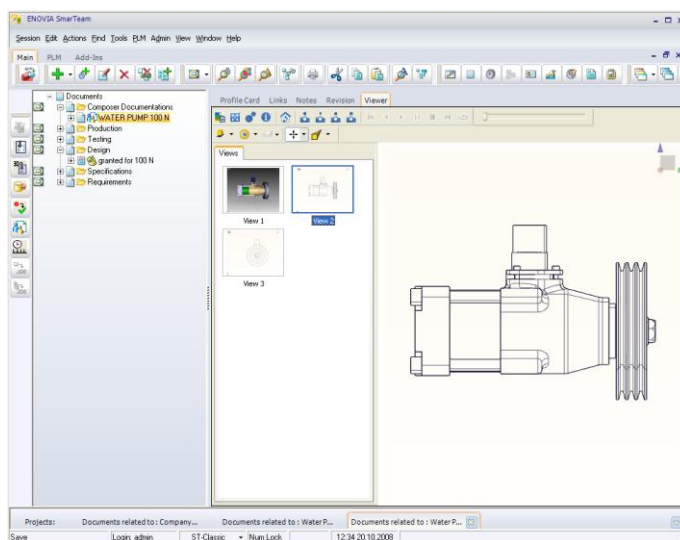 ENOVIA SmarTeam
Session Edit Actions Find Tools PLM Admin View Window Help
Main PLM Add-Ins
Documents
Composer Documentations
WATER PUMP 100 N
Production
Testing
Design
granted for 100 N
Specifications
Requirements
Profile Card Links Notes Revision Viewer
Views
View 1
View 2
View 3
Projects: Documents related to : Company... Documents related to : Water P... Documents related to : Water P...
Save Login: admin ST-Classic Num Lock 12:34 20.10.2008